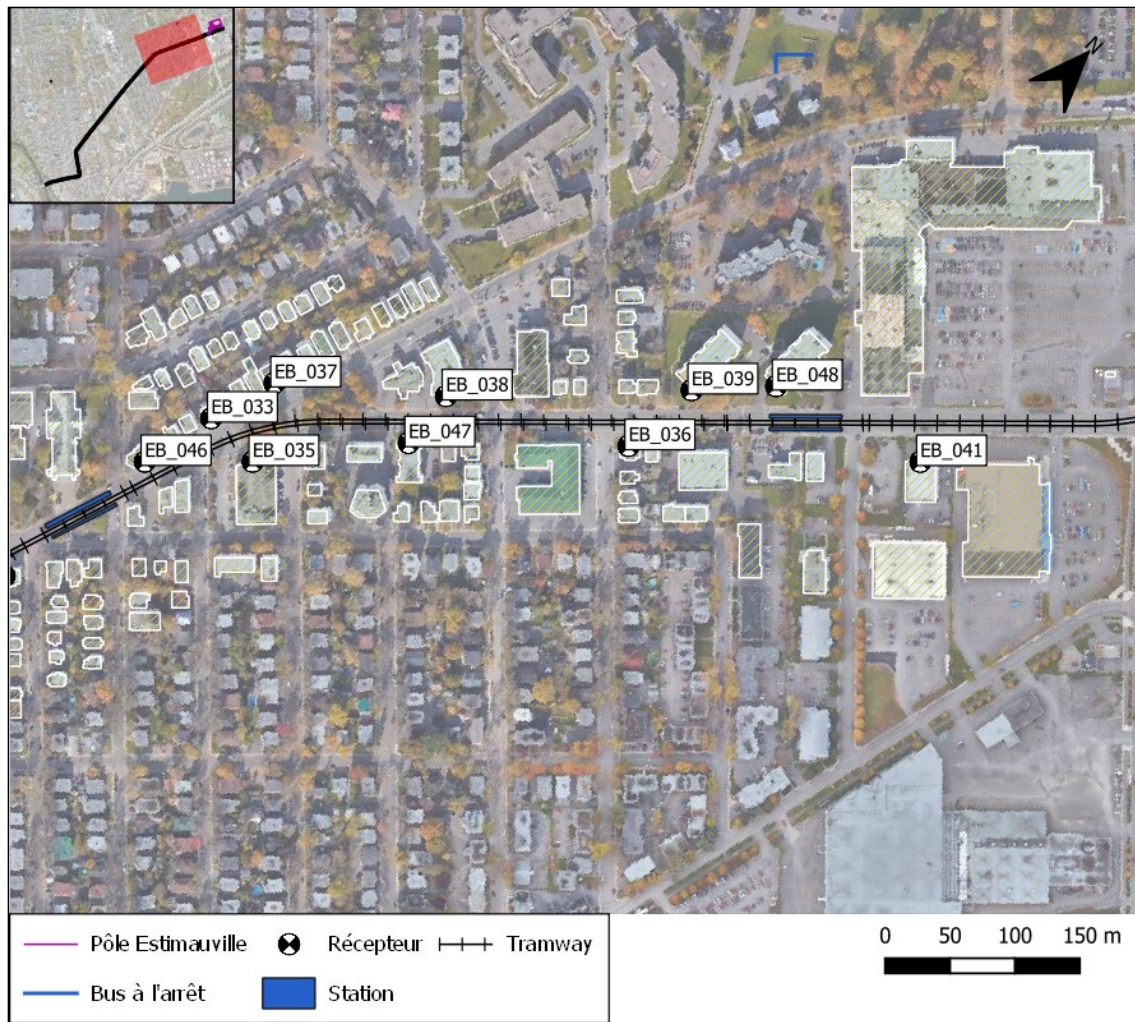 N
EB_037
EB_038
EB_039
EB_048
EB_033
EB_046
EB_035
EB_047
EB_036
EB_041
Pôle Estimauville Récepteur Tramway
Bus à l'arrêt Station
0 50 100 150 m